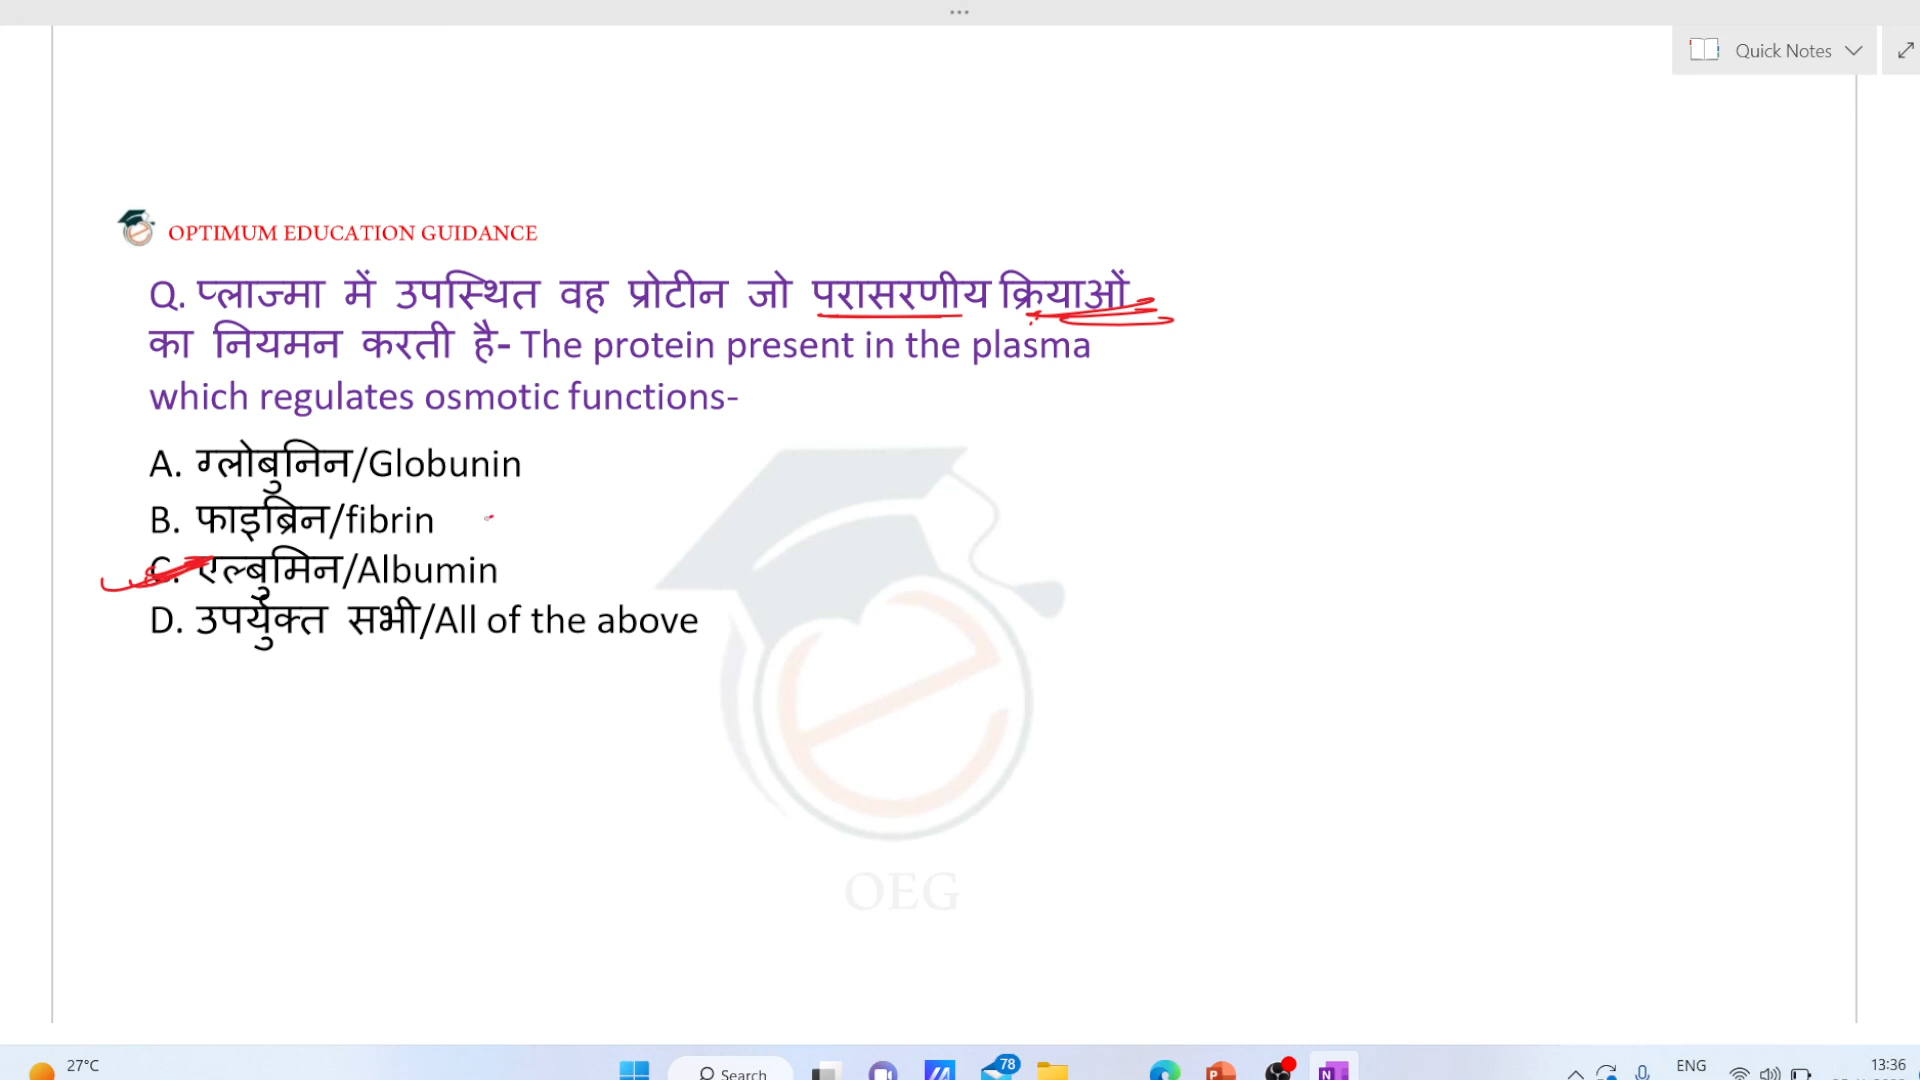 Quick Notes
OPTIMUM EDUCATION GUIDANCE
Q. प्लाज्मा में उपस्थित वह प्रोटीन जो परासरणीय क्रियाओं
का नियमन करती है- The protein present in the plasma
which regulates osmotic functions-
A. ग्लोबुनिन/Globunin
B. फाइब्रिन/fibrin
C. एल्बुमिन/Albumin
D. उपर्युक्त सभी/All of the above
OEG
27°C
Search
78
ENG
13:36